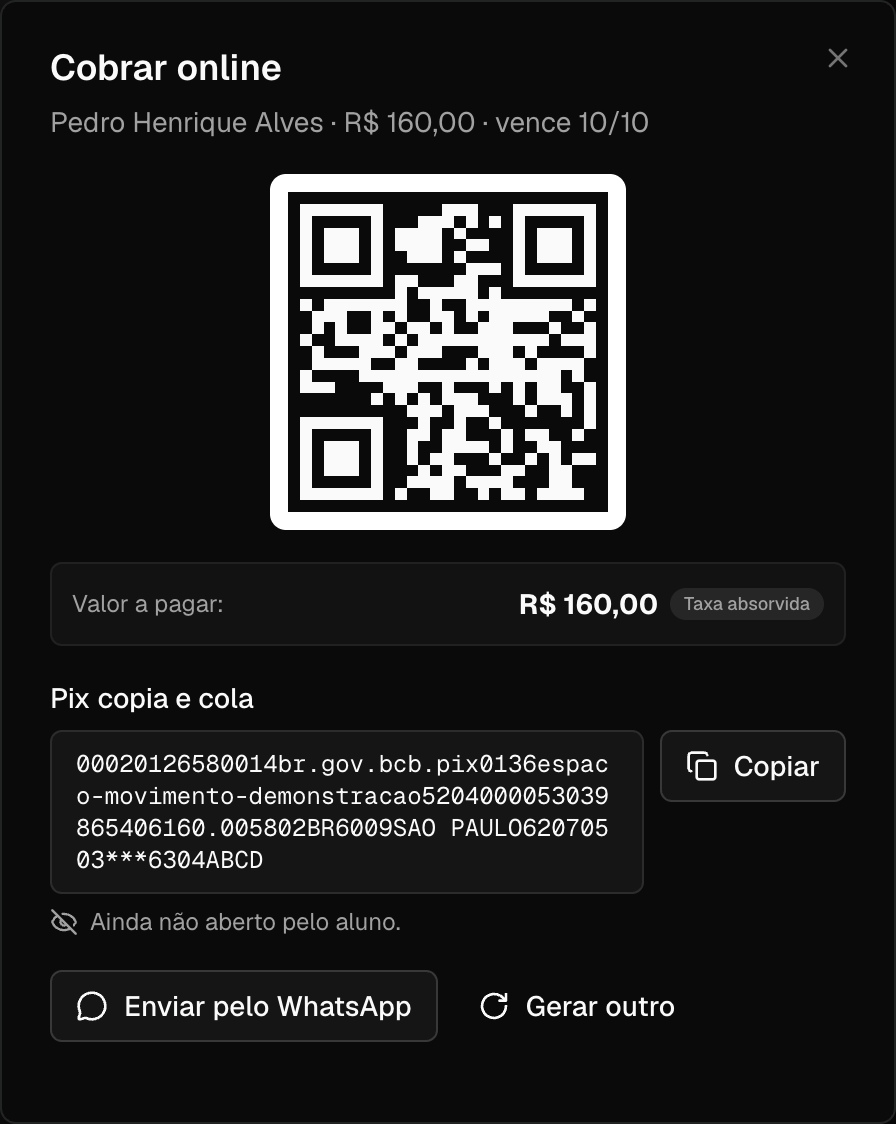 Cobrar online
Pedro Henrique Alves · R$ 160,00 · vence 10/10
Valor a pagar:
R$ 160,00
Taxa absorvida
Pix copia e cola
00020126580014br.gov.bcb.pix0136espac
o-movimento-demonstracao5204000053039
865406160.005802BR6009SAO PAULO620705
03***6304ABCD
Copiar
Ainda não aberto pelo aluno.
Enviar pelo WhatsApp
Gerar outro